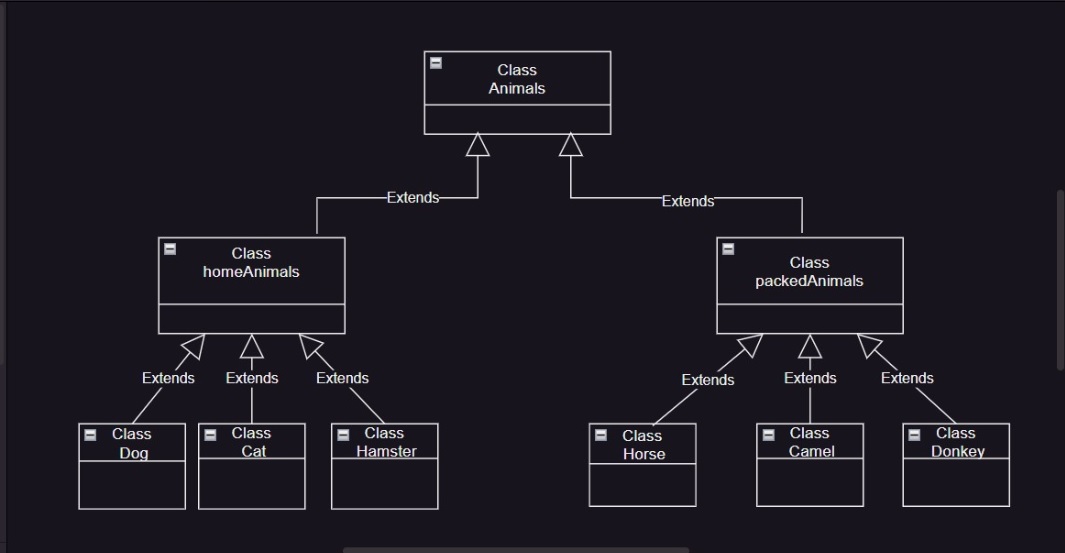 Class
Animals
Extends
Extends
Class
homeAnimals
Class
packedAnimals
Extends
Extends
Extends
Extends
Extends
Extends
Class
Dog
Class
Cat
Class
Hamster
Class
Horse
Class
Camel
Class
Donkey